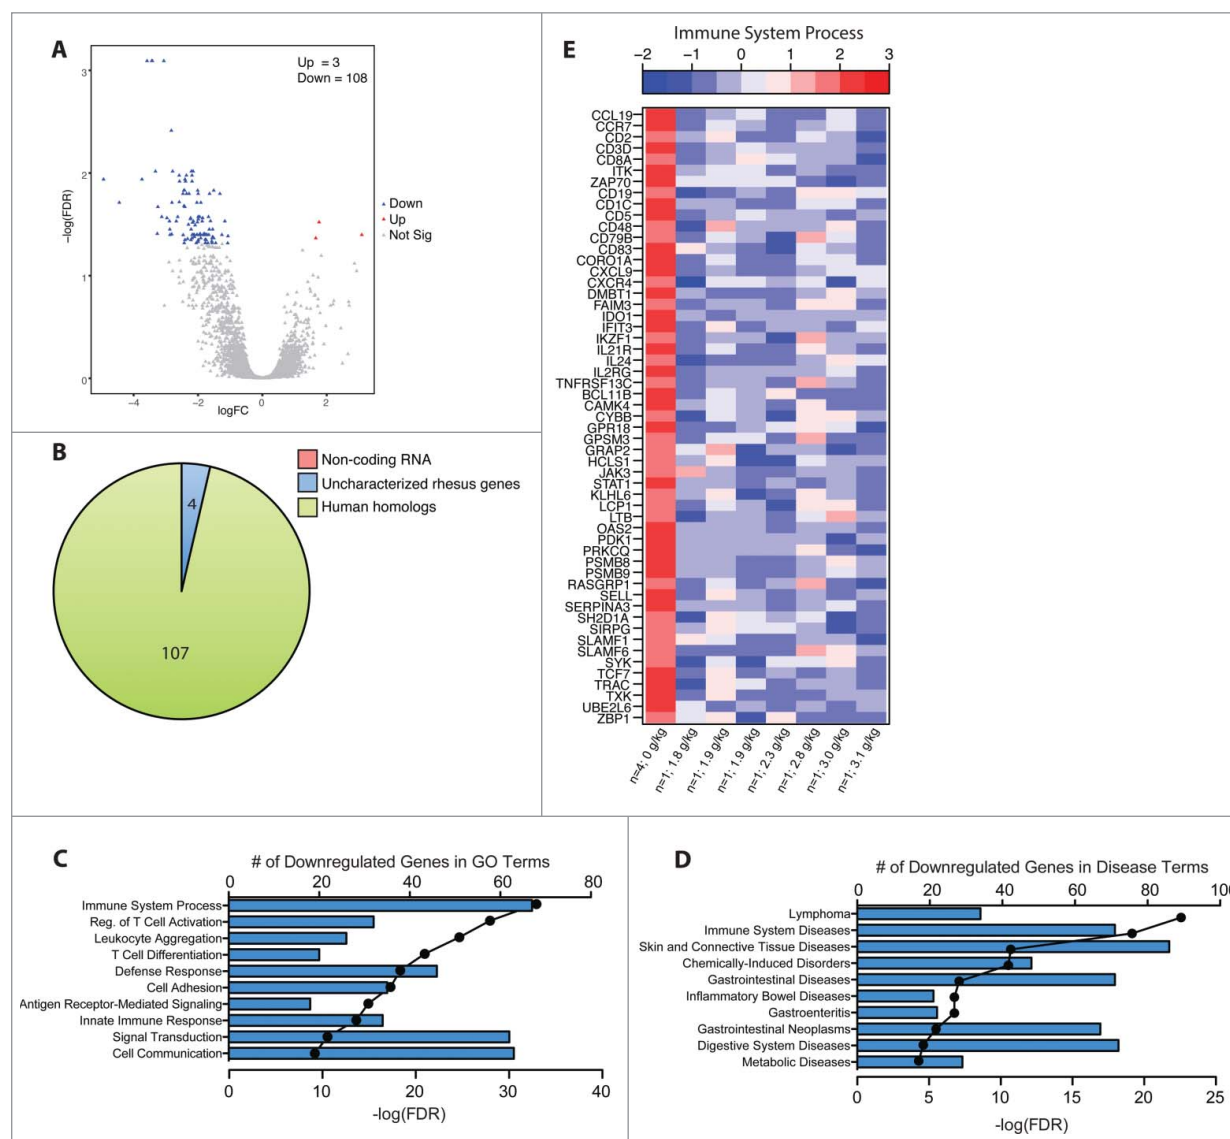 A
Up = 3
Down = 108
3
2
1
0
−log(FDR)
−4
−2
0
2
logFC
Down
Up
Not Sig
B
4
107
Non-coding RNA
Uncharacterized rhesus genes
Human homologs
E
Immune System Process
−2 −1 0 1 2 3
CCL19
CCR7
CD2
CD3D
CD8A
ITK
ZAP70
CD19
CD1C
CD5
CD48
CD79B
CD83
CORO1A
CXCL9
CXCR4
DMBT1
FAIM3
IDO1
IFIT3
IKZF1
IL21R
IL24
IL2RG
TNFRSF13C
BCL11B
CAMK4
CYBB
GPR18
GPSM3
GRAP2
HCLS1
JAK3
STAT1
KLHL6
LCP1
LTB
OAS2
PDK1
PRKCQ
PSMB8
PSMB9
RASGRP1
SELL
SERPINA3
SH2D1A
SIRPG
SLAMF1
SLAMF6
SYK
TCF7
TRAC
TXK
UBE2L6
ZBP1
n=4; 0 g/kg
n=1; 1.8 g/kg
n=1; 1.9 g/kg
n=1; 1.9 g/kg
n=1; 2.3 g/kg
n=1; 2.8 g/kg
n=1; 3.0 g/kg
n=1; 3.1 g/kg
C
# of Downregulated Genes in GO Terms
0 20 40 60 80
Immune System Process
Reg. of T Cell Activation
Leukocyte Aggregation
T Cell Differentiation
Defense Response
Cell Adhesion
Antigen Receptor-Mediated Signaling
Innate Immune Response
Signal Transduction
Cell Communication
0 10 20 30 40
-log(FDR)
D
# of Downregulated Genes in Disease Terms
0 20 40 60 80 100
Lymphoma
Immune System Diseases
Skin and Connective Tissue Diseases
Chemically-Induced Disorders
Gastrointestinal Diseases
Inflammatory Bowel Diseases
Gastroenteritis
Gastrointestinal Neoplasms
Digestive System Diseases
Metabolic Diseases
0 5 10 15 20 25
-log(FDR)